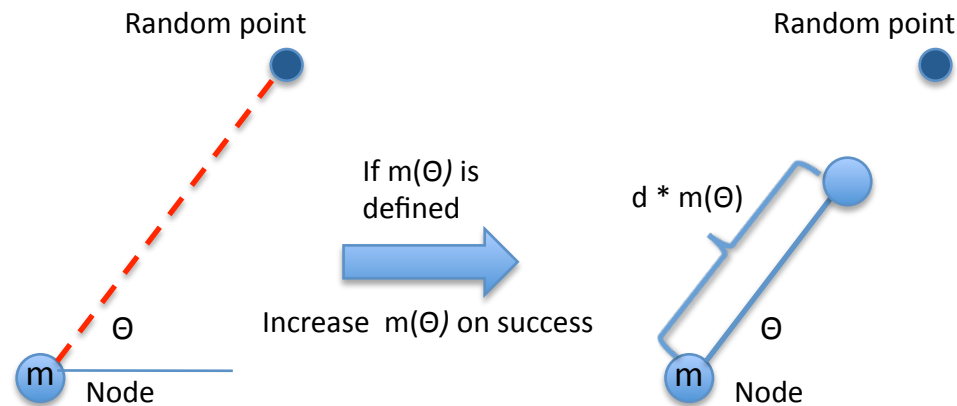 Random point
Θ
m
Node
If m(Θ) is
defined
Increase m(Θ) on success
Random point
d * m(Θ)
Θ
m
Node